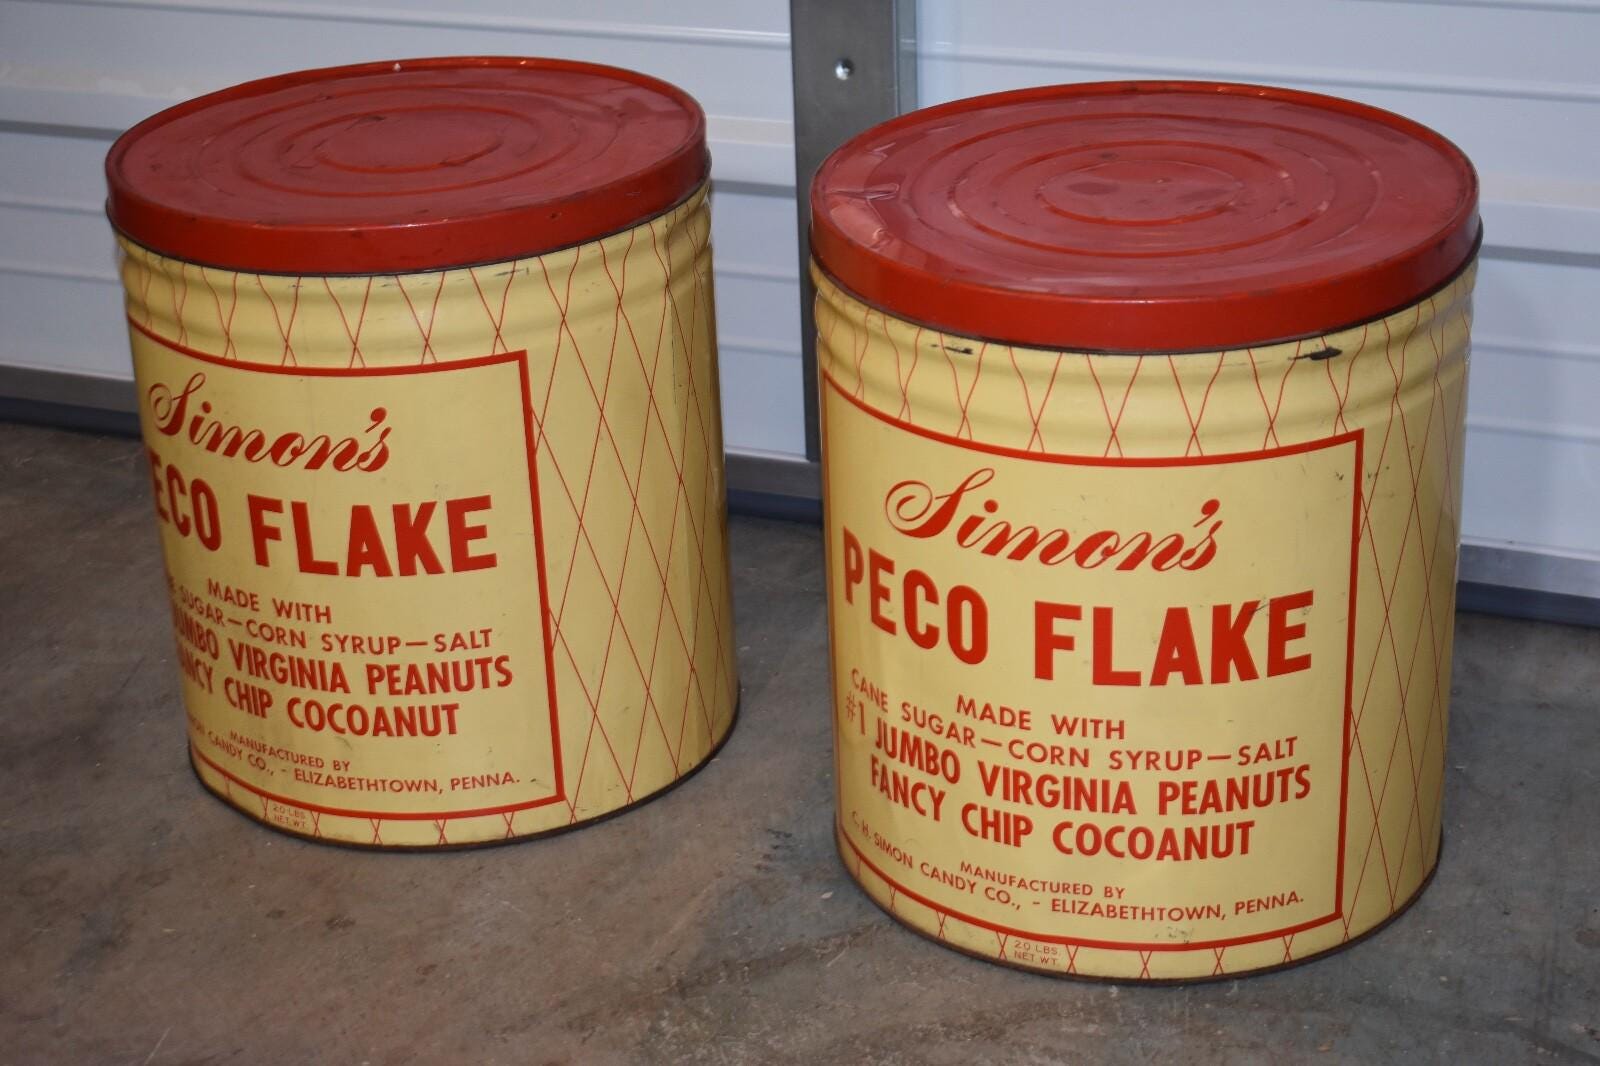 Simon's
ECO FLAKE
MADE WITH
SUGAR—CORN SYRUP—SALT
JUMBO VIRGINIA PEANUTS
FANCY CHIP COCOANUT
MANUFACTURED BY
SIMON CANDY CO., - ELIZABETHTOWN, PENNA.
20 LBS.
NET. WT.
Simon's
PECO FLAKE
MADE WITH
CANE SUGAR—CORN SYRUP—SALT
#1 JUMBO VIRGINIA PEANUTS
FANCY CHIP COCOANUT
MANUFACTURED BY
C. H. SIMON CANDY CO., - ELIZABETHTOWN, PENNA.
20 LBS.
NET. WT.